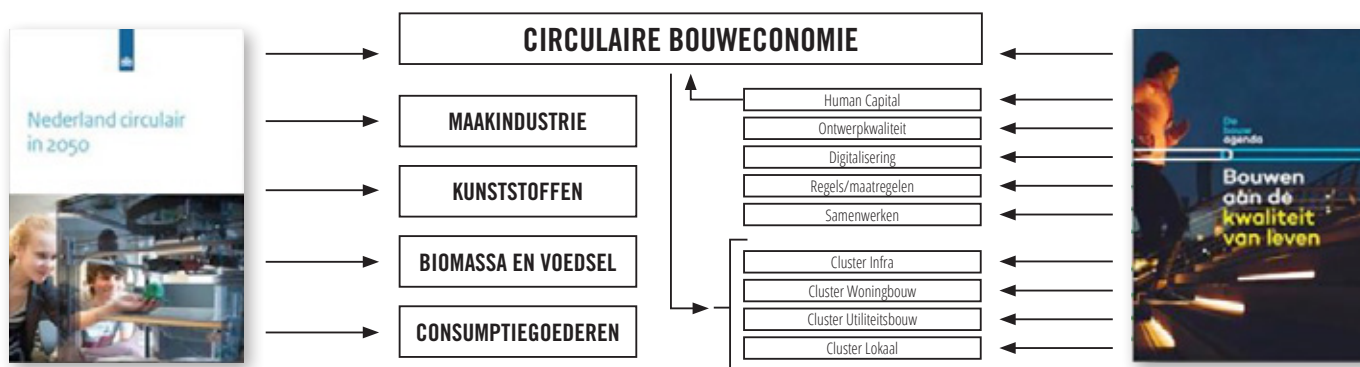 Nederland circulair
in 2050
CIRCULAIRE BOUWECONOMIE
MAAKINDUSTRIE
KUNSTSTOFFEN
BIOMASSA EN VOEDSEL
CONSUMPTIEGOEDEREN
Human Capital
Ontwerpkwaliteit
Digitalisering
Regels/maatregelen
Samenwerken
Cluster Infra
Cluster Woningbouw
Cluster Utiliteitsbouw
Cluster Lokaal
De
bouw
agenda
Bouwen
aan de
kwaliteit
van leven